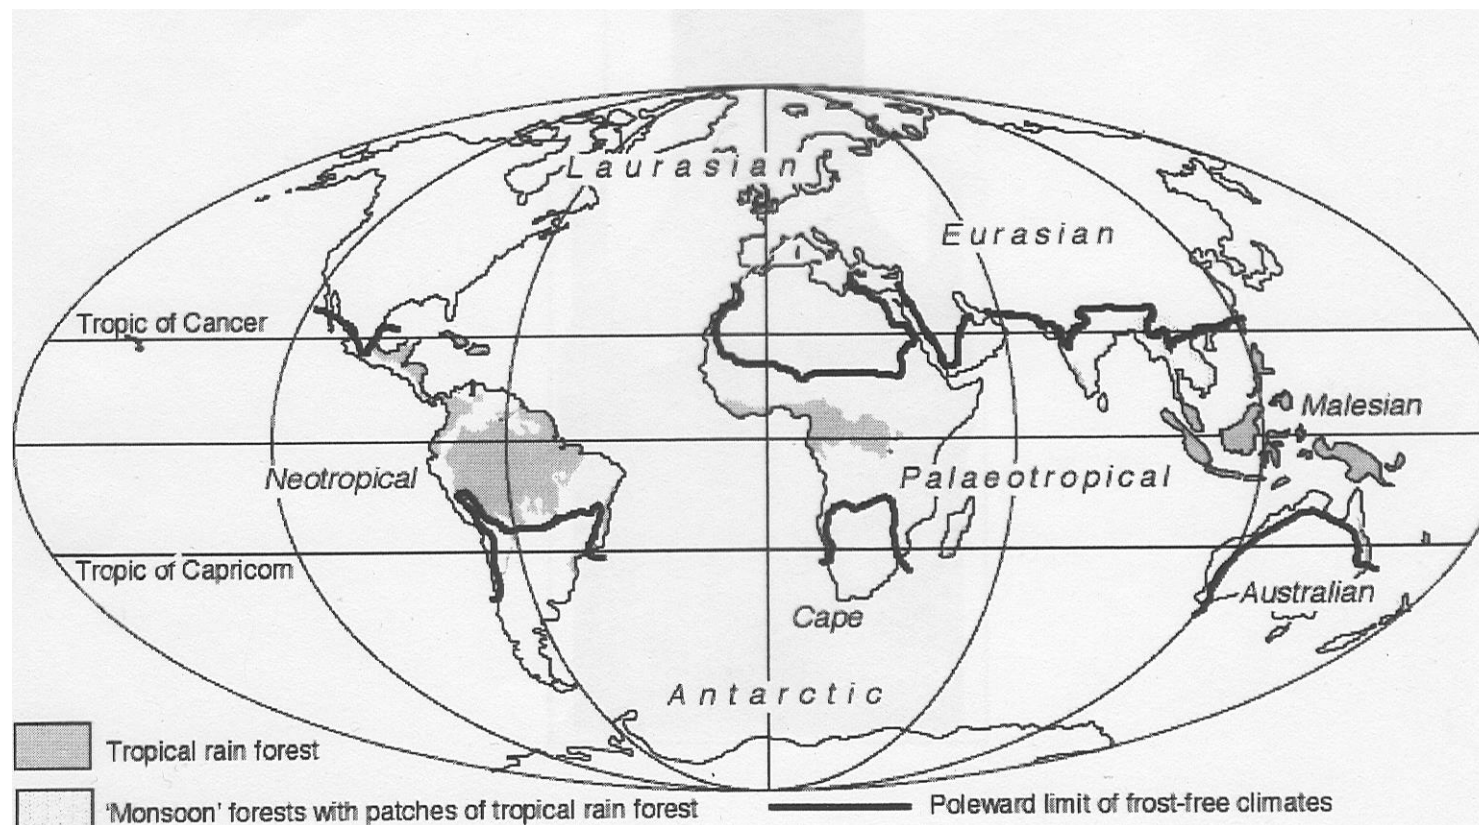 Laurasian
Eurasian
Tropic of Cancer
Malesian
Neotropical
Palaeotropical
Tropic of Capricorn
Australian
Cape
Antarctic
Tropical rain forest
'Monsoon' forests with patches of tropical rain forest
Poleward limit of frost-free climates